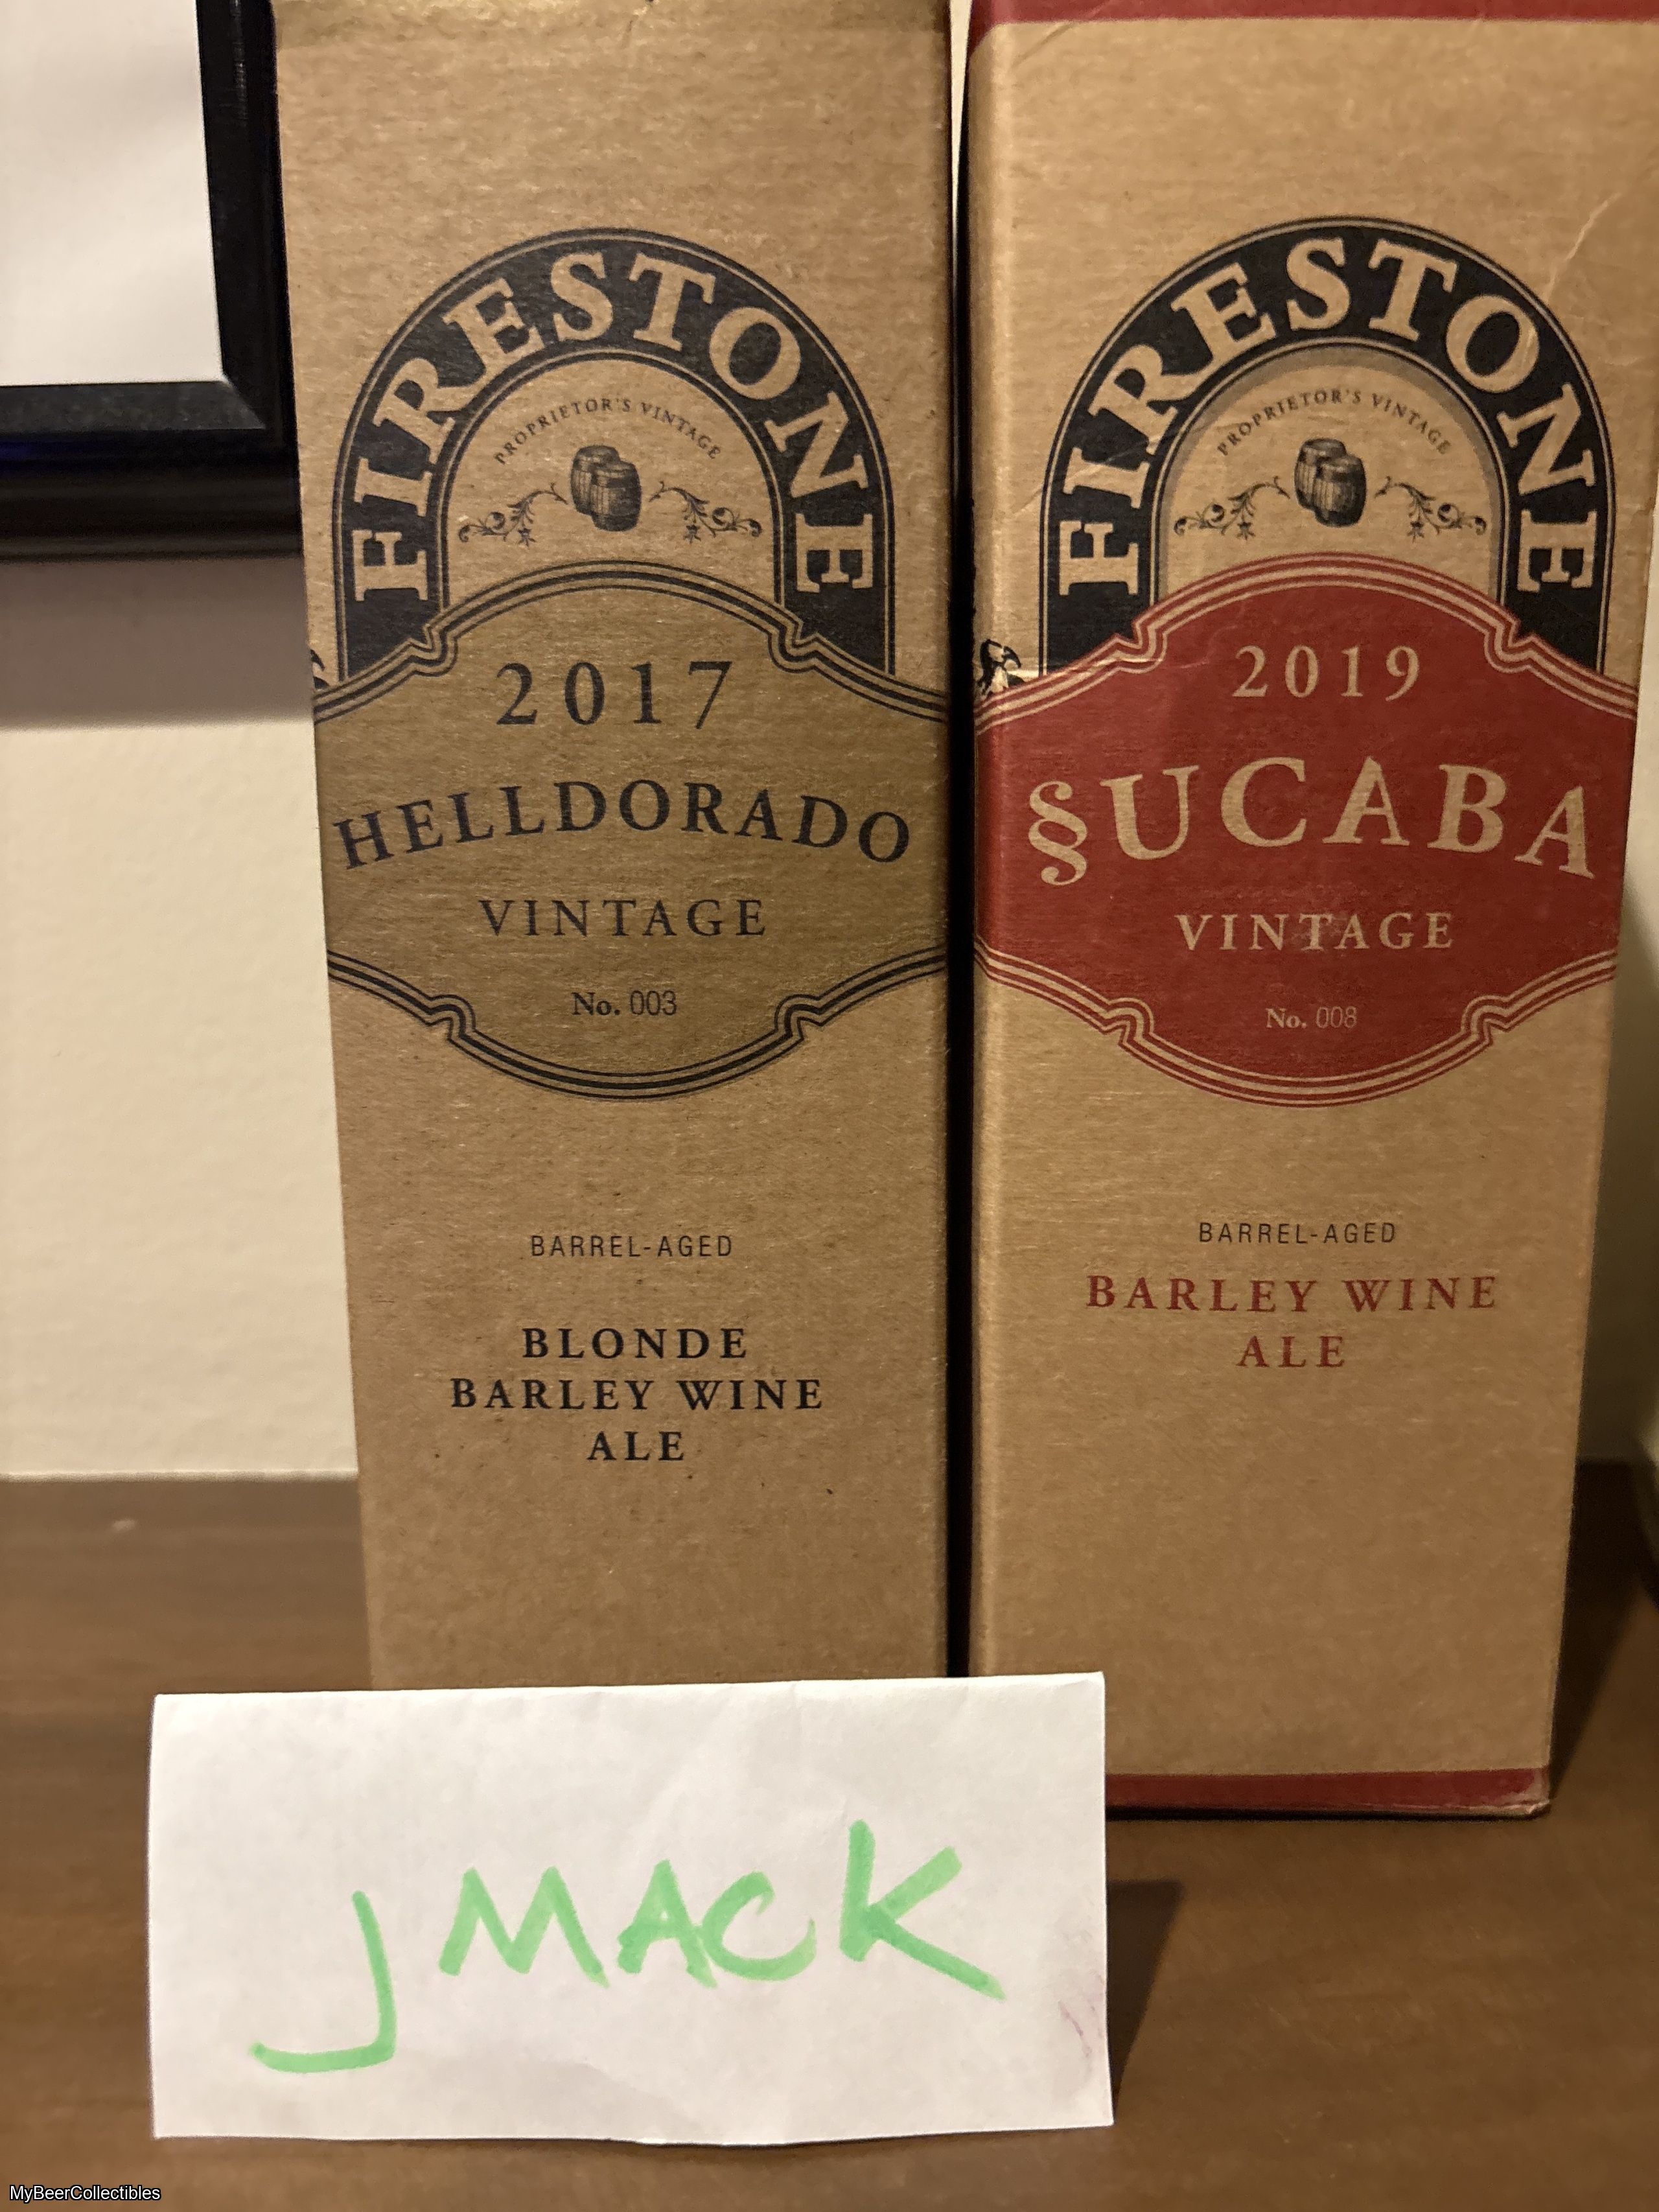 FIRESTONE
PROPRIETOR'S VINTAGE
2017
HELLDORADO
VINTAGE
No. 003
BARREL-AGED
BLONDE
BARLEY WINE
ALE
FIRESTONE
PROPRIETOR'S VINTAGE
2019
§UCABA
VINTAGE
No. 008
BARREL-AGED
BARLEY WINE
ALE
JMACK
MyBeerCollectibles